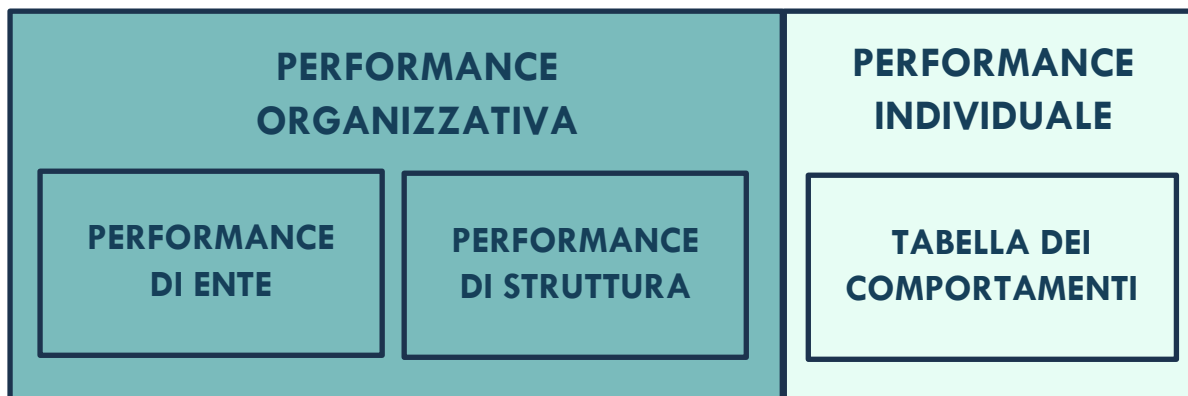 PERFORMANCE
ORGANIZZATIVA
PERFORMANCE
DI ENTE
PERFORMANCE
DI STRUTTURA
PERFORMANCE
INDIVIDUALE
TABELLA DEI
COMPORTAMENTI